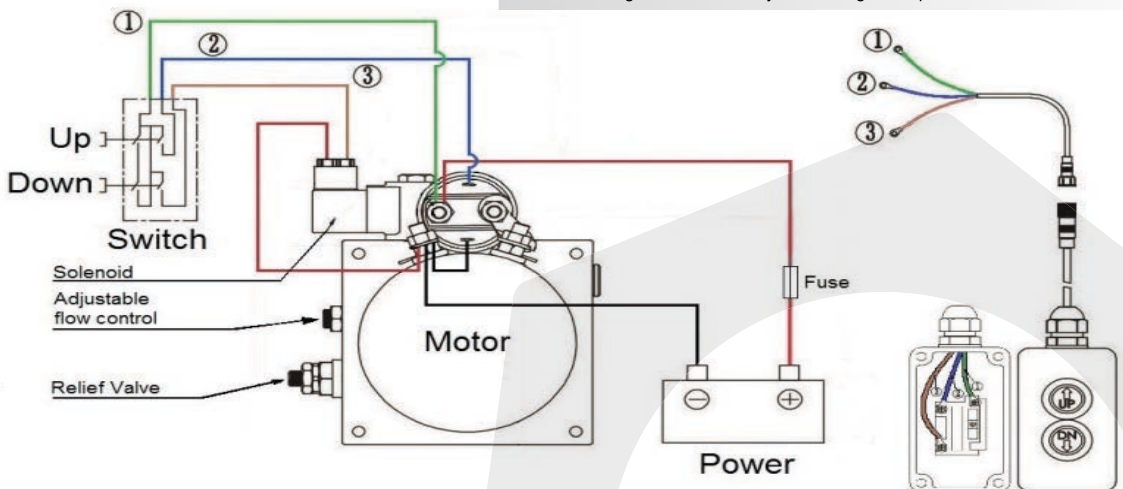 ①
②
③
Up
Down
Switch
Solenoid
Adjustable
flow control
Relief Valve
Motor
Fuse
Power
①
②
③
UP
DN